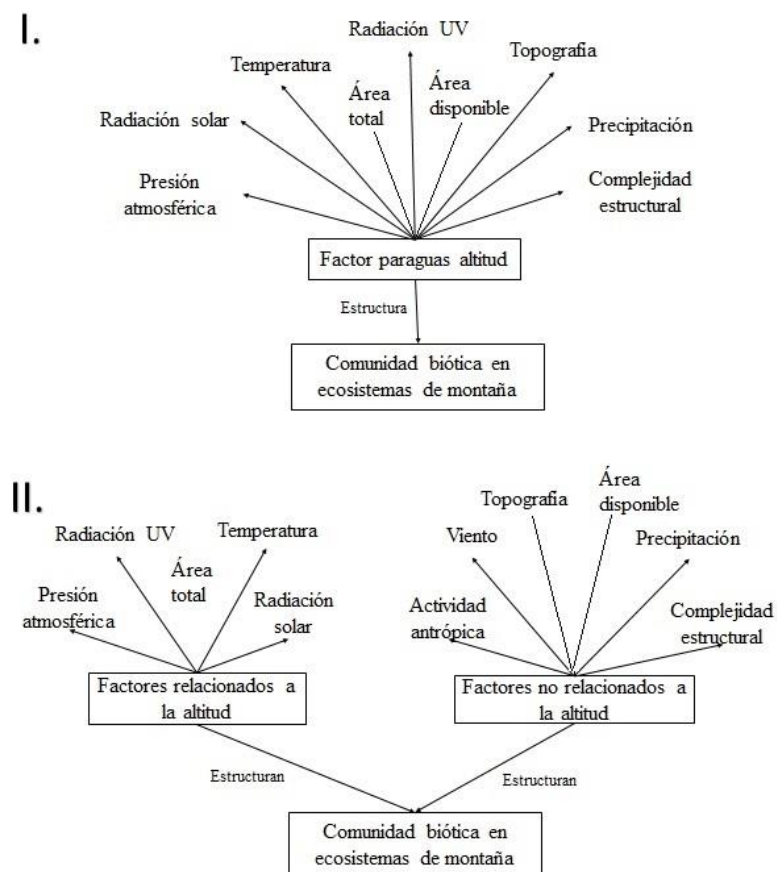 I.
Radiación UV
Temperatura
Topografía
Área
total
Área
disponible
Radiación solar
Precipitación
Presión
atmosférica
Complejidad
estructural
Factor paraguas altitud
Estructura
Comunidad biótica en
ecosistemas de montaña
II.
Radiación UV
Temperatura
Área
total
Presión
atmosférica
Radiación
solar
Factores relacionados a
la altitud
Topografía
Área
disponible
Viento
Precipitación
Actividad
antrópica
Complejidad
estructural
Factores no relacionados a
la altitud
Estructuran
Estructuran
Comunidad biótica en
ecosistemas de montaña